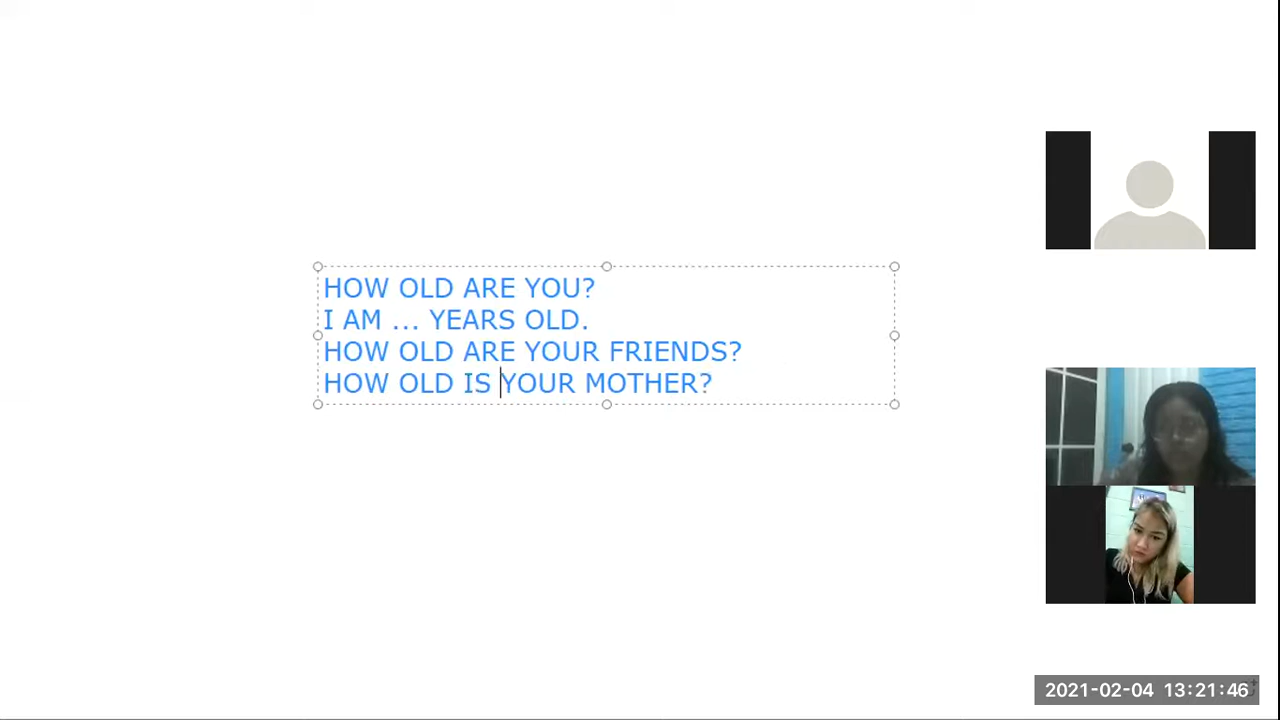 HOW OLD ARE YOU?
I AM ... YEARS OLD.
HOW OLD ARE YOUR FRIENDS?
HOW OLD IS YOUR MOTHER?
2021-02-04 13:21:46